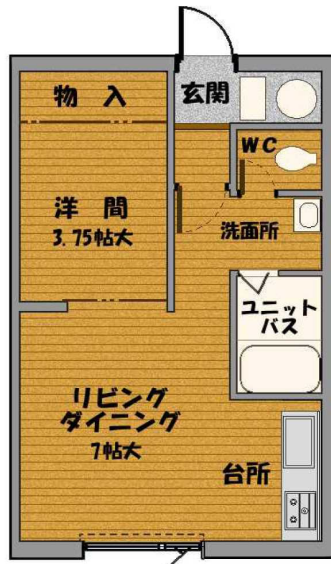 物 入
玄関
WC
洋 間
3.75帖大
洗面所
ユニット
バス
リビング
ダイニング
7帖大
台所